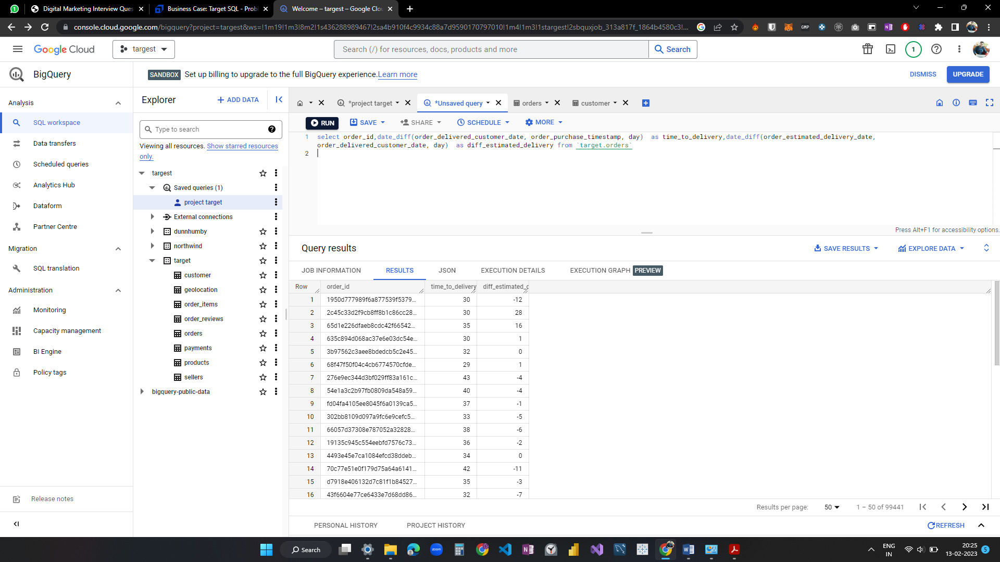 1
Digital Marketing Interview Ques
Business Case: Target SQL - Prob
Welcome – targest – Google Clou
console.cloud.google.com/bigquery?project=targest&ws=!1m19!1m3!8m2!1s436288989467!2sa4b910f4c9934c88a7d9590170797010!1m4!1m3!1stargest!2sbquxjob_313a817f_1864b4580c3!...
Google Cloud
targest
Search (/) for resources, docs, products and more
Search
1
BigQuery
SANDBOX Set up billing to upgrade to the full BigQuery experience. Learn more
DISMISS
UPGRADE
Analysis
SQL workspace
Data transfers
Scheduled queries
Analytics Hub
Dataform
Partner Centre
Migration
SQL translation
Administration
Monitoring
Capacity management
BI Engine
Policy tags
Release notes
Explorer
+ ADD DATA
Type to search
Viewing all resources. Show starred resources
only.
targest
Saved queries (1)
project target
External connections
dunnhumby
northwind
target
customer
geolocation
order_items
order_reviews
orders
payments
products
sellers
bigquery-public-data
*project target
*Unsaved query
orders
customer
RUN
SAVE
SHARE
SCHEDULE
MORE
1 select order_id,date_diff(order_delivered_customer_date, order_purchase_timestamp, day)  as time_to_delivery,date_diff(order_estimated_delivery_date,
order_delivered_customer_date, day)  as diff_estimated_delivery from `target.orders`
2
Press Alt+F1 for accessibility options.
Query results
SAVE RESULTS
EXPLORE DATA
JOB INFORMATION
RESULTS
JSON
EXECUTION DETAILS
EXECUTION GRAPH PREVIEW
Row order_id time_to_delivery diff_estimated_d
1 1950d777989f6a877539f5379... 30 -12
2 2c45c33d2f9cb8ff8b1c86cc28... 30 28
3 65d1e226dfaeb8cdc42f66542... 35 16
4 635c894d068ac37e6e03dc54e... 30 1
5 3b97562c3aee8bdedcb5c2e45... 32 0
6 68f47f50f04c4cb6774570cfde... 29 1
7 276e9ec344d3bf029ff83a161c... 43 -4
8 54e1a3c2b97fb0809da548a59... 40 -4
9 fd04fa4105ee8045f6a0139ca5... 37 -1
10 302bb8109d097a9fc6e9cefc5... 33 -5
11 66057d37308e787052a32828... 38 -6
12 19135c945c554eebfd7576c73... 36 -2
13 4493e45e7ca1084efcd38ddeb... 34 0
14 70c77e51e0f179d75a64a6141... 42 -11
15 d7918e406132d7c81f1b84527... 35 -3
16 43f6604e77ce6433e7d68dd86... 32 -7
Results per page: 50 1 – 50 of 99441
PERSONAL HISTORY
PROJECT HISTORY
REFRESH
Search
zoom
ENG
IN
20:25
13-02-2023
5